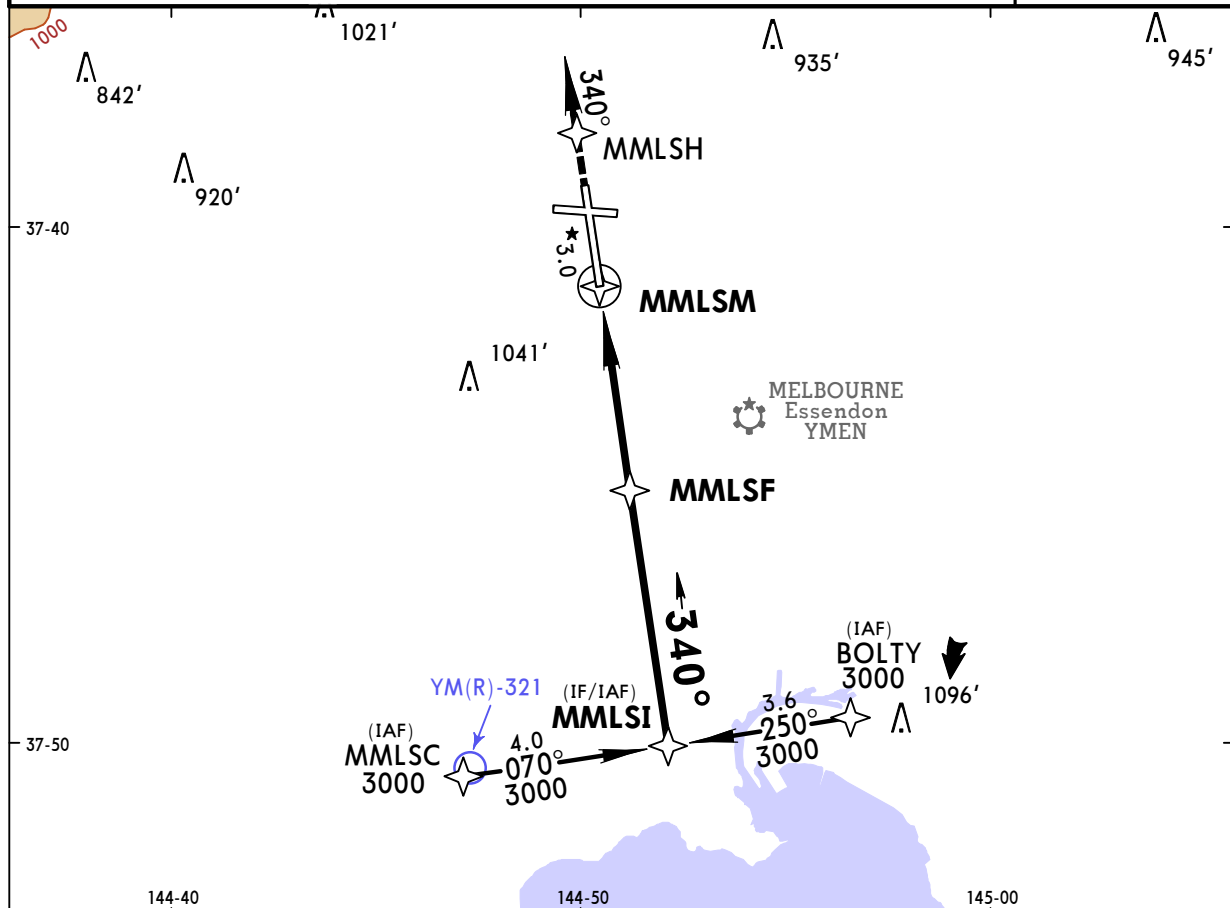 1000
1021'
935'
945'
842'
340°
MMLSH
920'
37-40
3.0
MMLSM
1041'
MELBOURNE
Essendon
YMEN
MMLSF
340°
(IAF)
BOLTY
3000
1096'
YM(R)-321
(IF/IAF)
MMLSI
3.6
250°
3000
(IAF)
MMLSC
3000
4.0
070°
3000
37-50
144-40
144-50
145-00